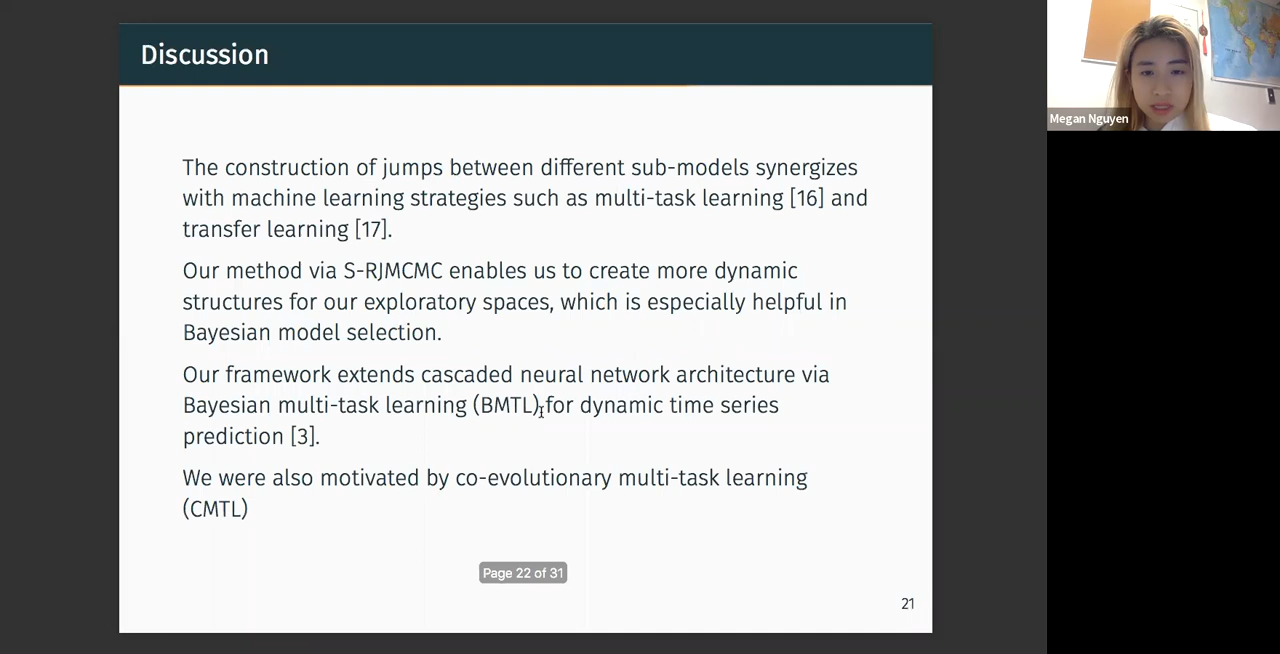 Discussion
The construction of jumps between different sub-models synergizes
with machine learning strategies such as multi-task learning [16] and
transfer learning [17].
Our method via S-RJMCMC enables us to create more dynamic
structures for our exploratory spaces, which is especially helpful in
Bayesian model selection.
Our framework extends cascaded neural network architecture via
Bayesian multi-task learning (BMTL) for dynamic time series
prediction [3].
We were also motivated by co-evolutionary multi-task learning
(CMTL)
Page 22 of 31
21
Megan Nguyen